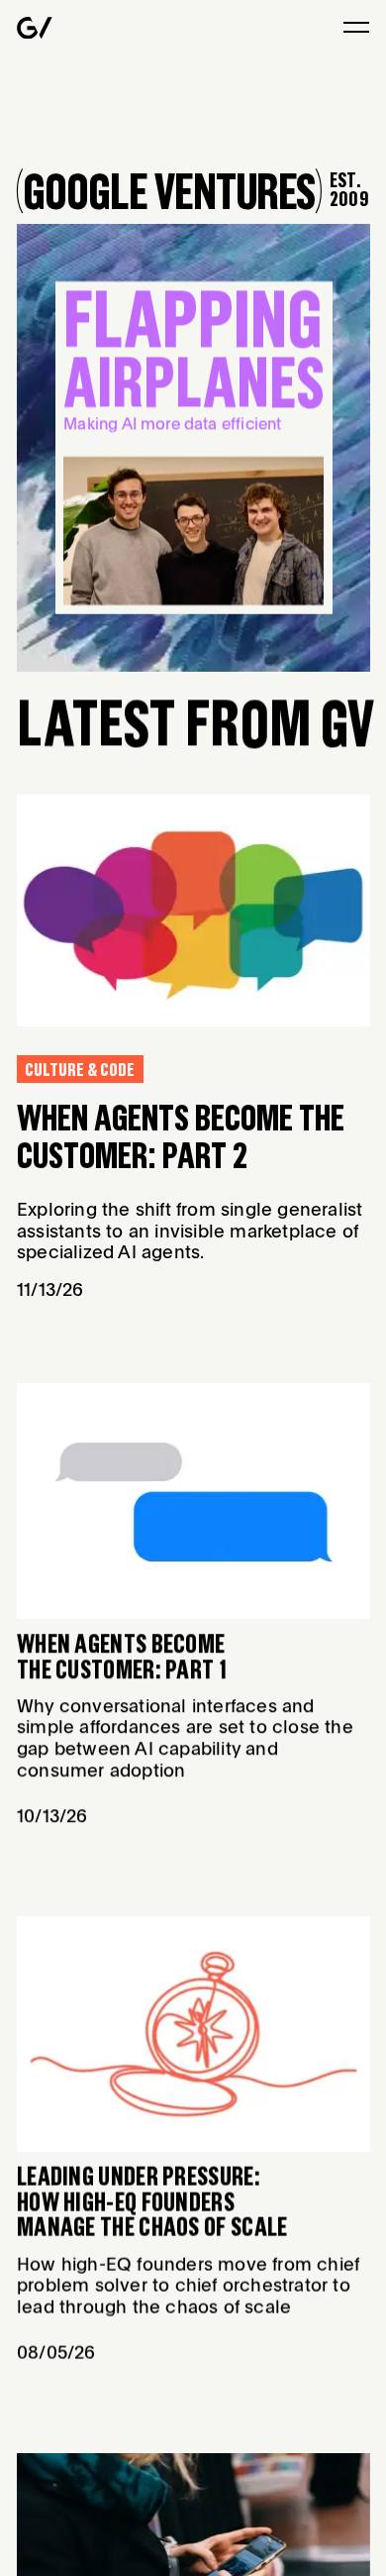 GV
(GOOGLE VENTURES) EST. 2009
FLAPPING
AIRPLANES
Making AI more data efficient
LATEST FROM GV
CULTURE & CODE
WHEN AGENTS BECOME THE
CUSTOMER: PART 2
Exploring the shift from single generalist
assistants to an invisible marketplace of
specialized AI agents.
11/13/26
WHEN AGENTS BECOME
THE CUSTOMER: PART 1
Why conversational interfaces and
simple affordances are set to close the
gap between AI capability and
consumer adoption
10/13/26
LEADING UNDER PRESSURE:
HOW HIGH-EQ FOUNDERS
MANAGE THE CHAOS OF SCALE
How high-EQ founders move from chief
problem solver to chief orchestrator to
lead through the chaos of scale
08/05/26